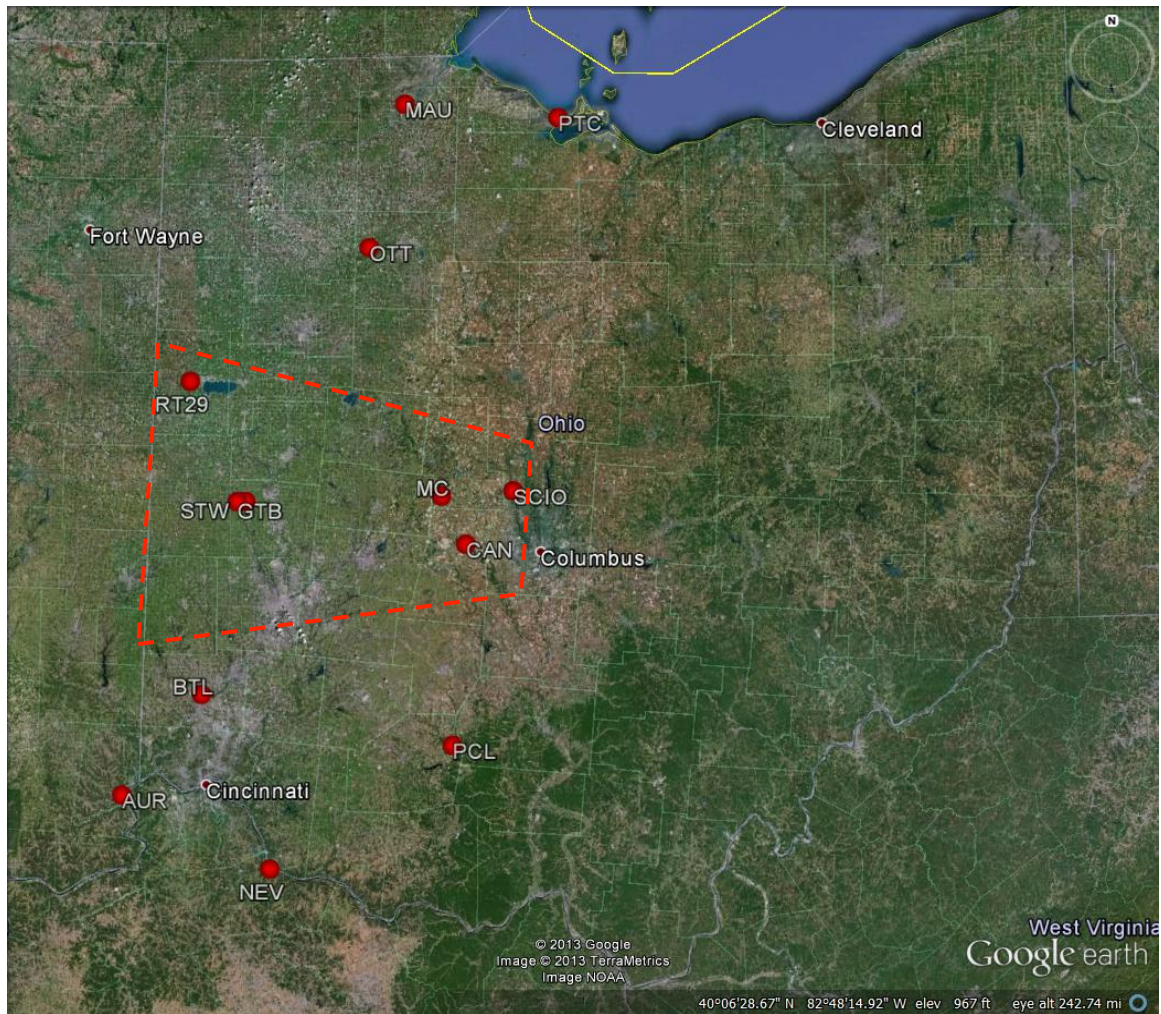 N
MAU
PTC
Cleveland
Fort Wayne
OTT
RT29
Ohio
MC
SCIO
STW GTB
CAN
Columbus
BTL
PCL
Cincinnati
AUR
NEV
West Virginia
© 2013 Google
Image © 2013 TerraMetrics
Image NOAA
Google earth
40°06'28.67" N 82°48'14.92" W elev 967 ft eye alt 242.74 mi